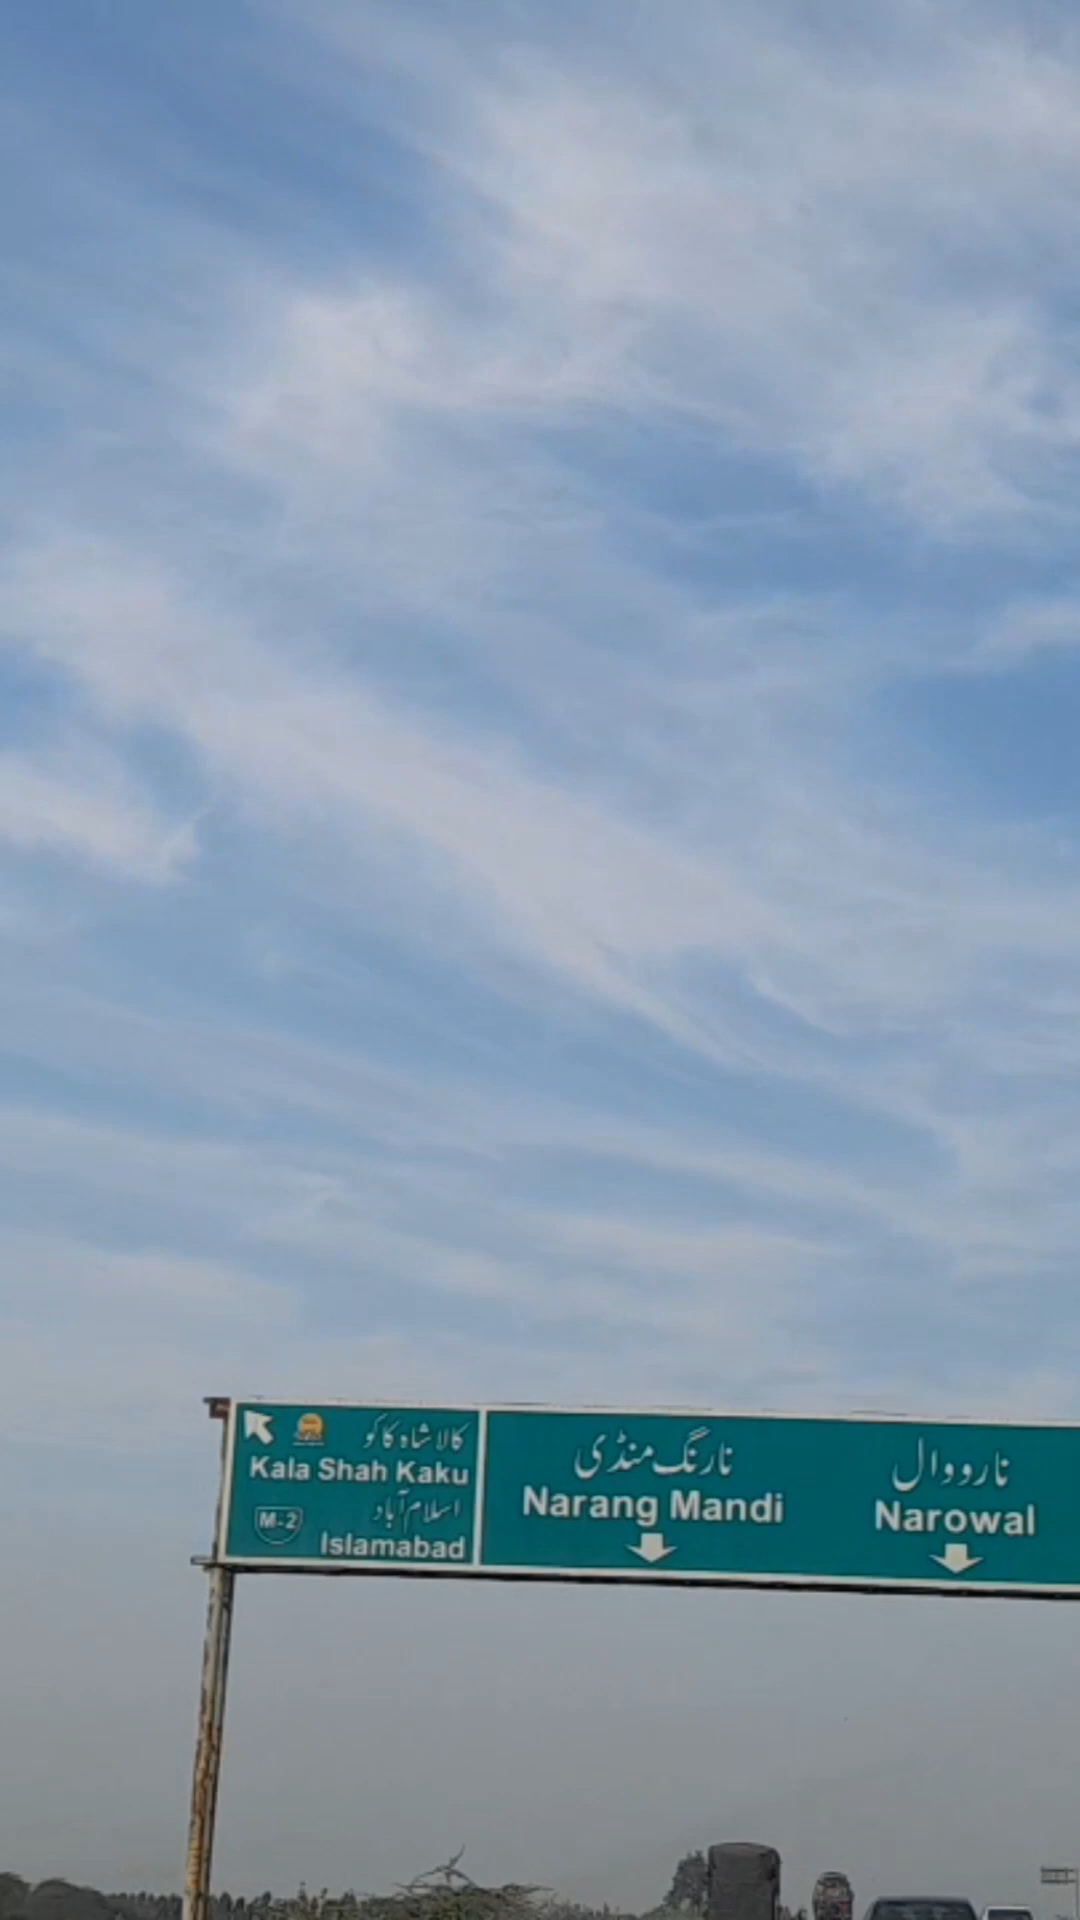 کالا شاہ کاکو
Kala Shah Kaku
اسلام آباد
M-2
Islamabad
نارنگ منڈی
Narang Mandi
نارووال
Narowal